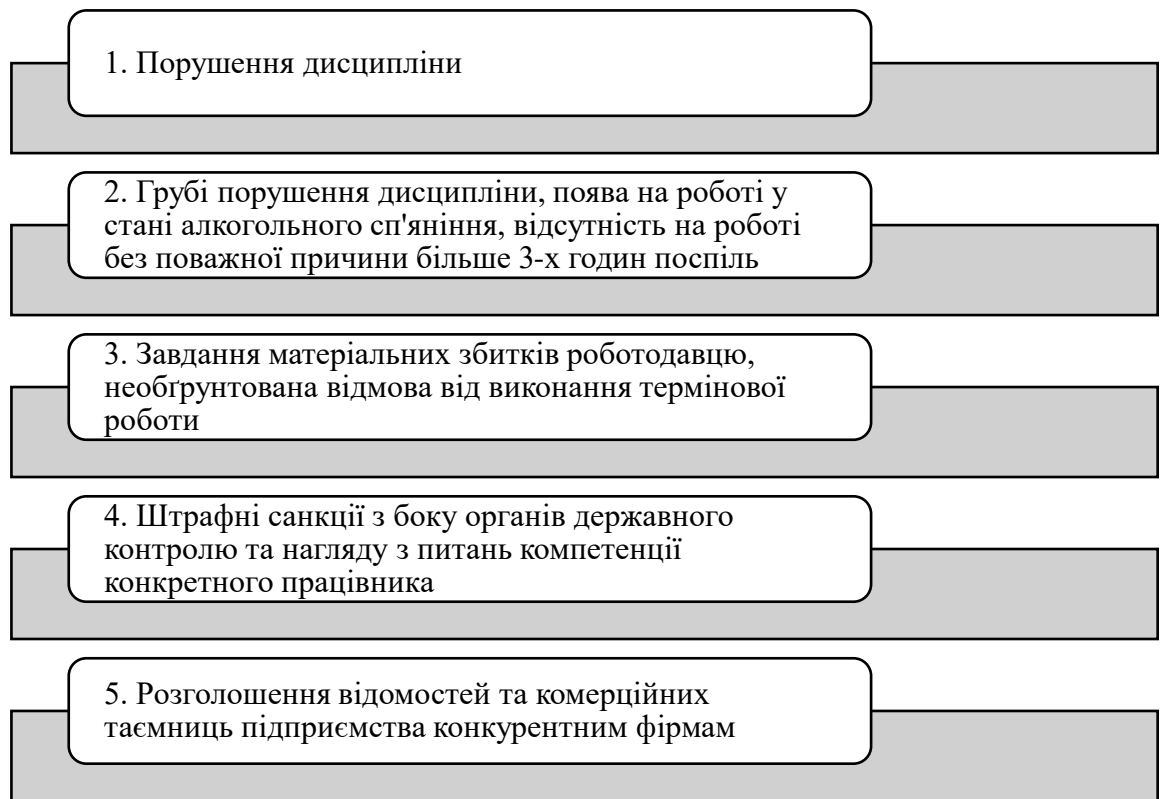 1. Порушення дисципліни
2. Грубі порушення дисципліни, поява на роботі у
стані алкогольного сп'яніння, відсутність на роботі
без поважної причини більше 3-х годин поспіль
3. Завдання матеріальних збитків роботодавцю,
необґрунтована відмова від виконання термінової
роботи
4. Штрафні санкції з боку органів державного
контролю та нагляду з питань компетенції
конкретного працівника
5. Розголошення відомостей та комерційних
таємниць підприємства конкурентним фірмам